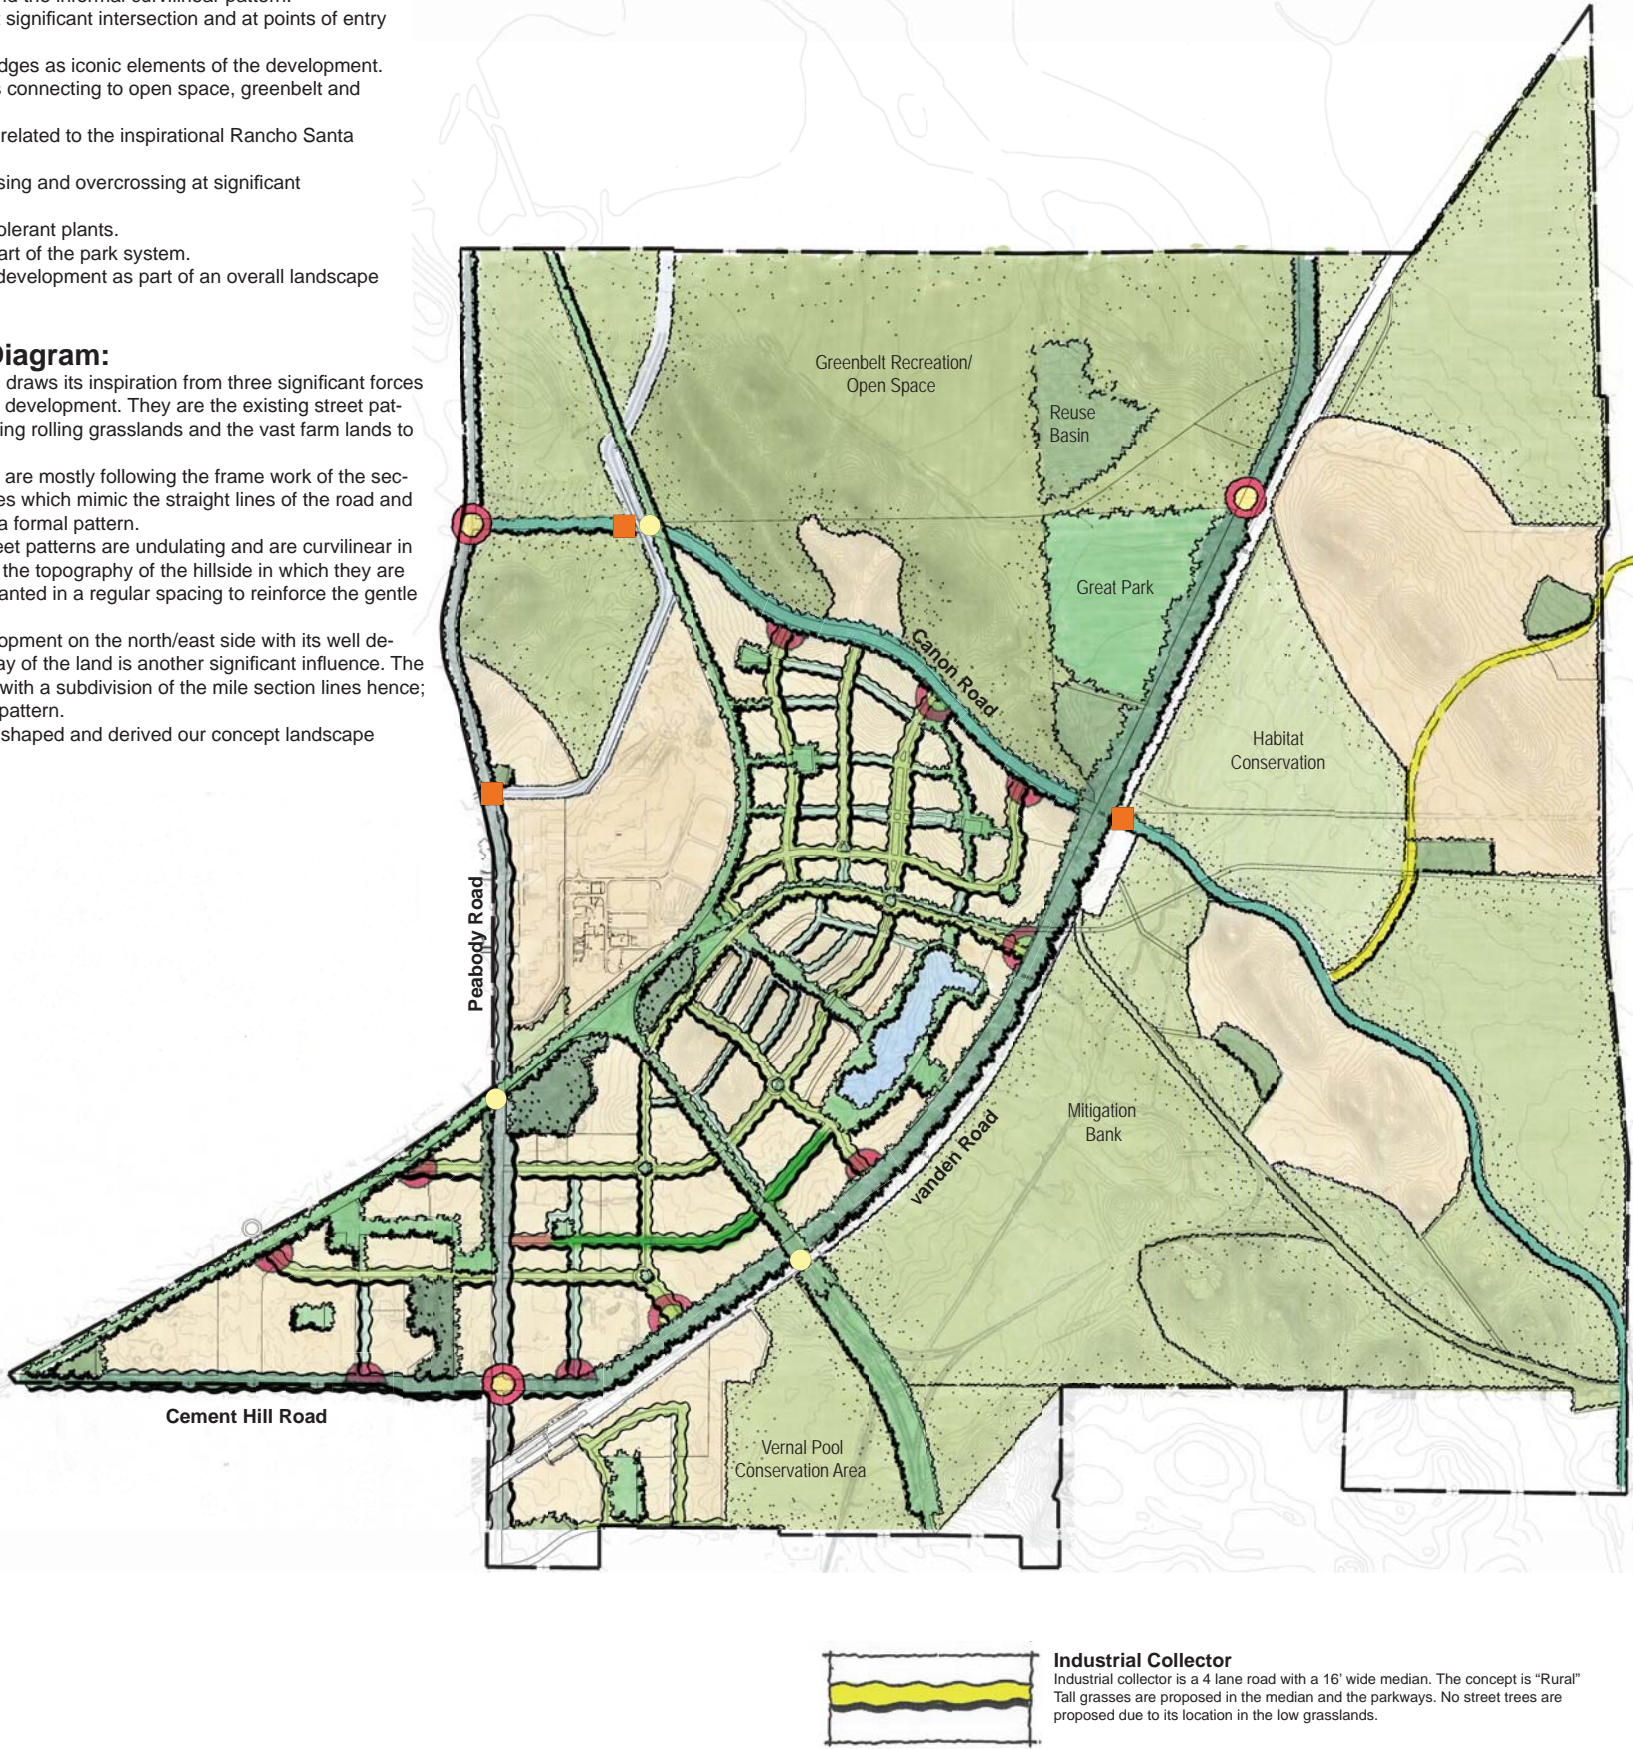 nd the informal curvilinear pattern.
t significant intersection and at points of entry
dges as iconic elements of the development.
s connecting to open space, greenbelt and
related to the inspirational Rancho Santa
sing and overcrossing at significant
olerant plants.
art of the park system.
development as part of an overall landscape
Diagram:
draws its inspiration from three significant forces
development. They are the existing street pat-
ing rolling grasslands and the vast farm lands to
are mostly following the frame work of the sec-
es which mimic the straight lines of the road and
a formal pattern.
eet patterns are undulating and are curvilinear in
the topography of the hillside in which they are
anted in a regular spacing to reinforce the gentle
opment on the north/east side with its well de-
ay of the land is another significant influence. The
with a subdivision of the mile section lines hence;
pattern.
shaped and derived our concept landscape
Greenbelt Recreation/
Open Space
Reuse
Basin
Great Park
Canon Road
Habitat
Conservation
Peabody Road
Mitigation
Bank
vanden Road
Cement Hill Road
Vernal Pool
Conservation Area
Industrial Collector
Industrial collector is a 4 lane road with a 16' wide median. The concept is “Rural”
Tall grasses are proposed in the median and the parkways. No street trees are
proposed due to its location in the low grasslands.